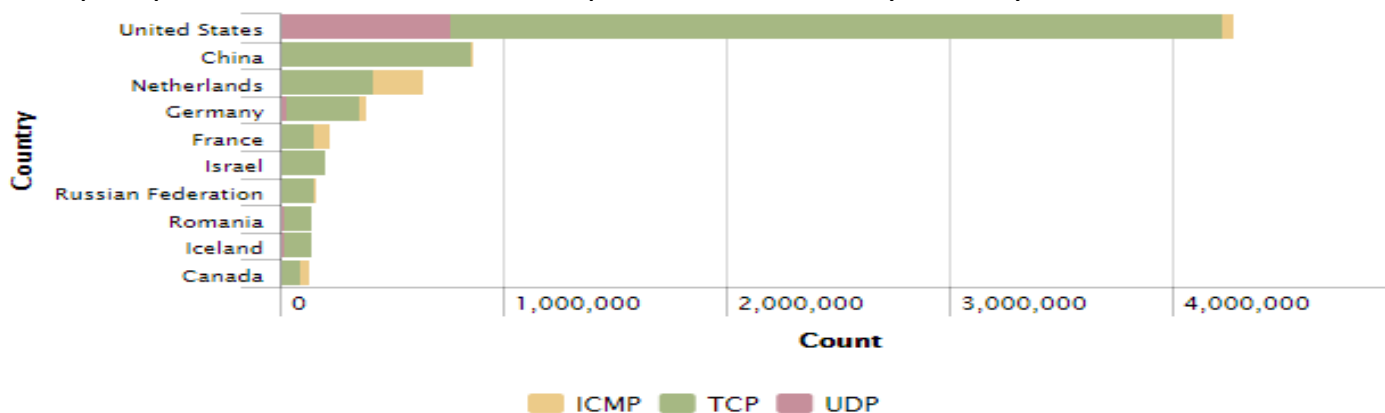 United States
China
Netherlands
Germany
France
Israel
Russian Federation
Romania
Iceland
Canada
Country
0 1,000,000 2,000,000 3,000,000 4,000,000
Count
ICMP TCP UDP